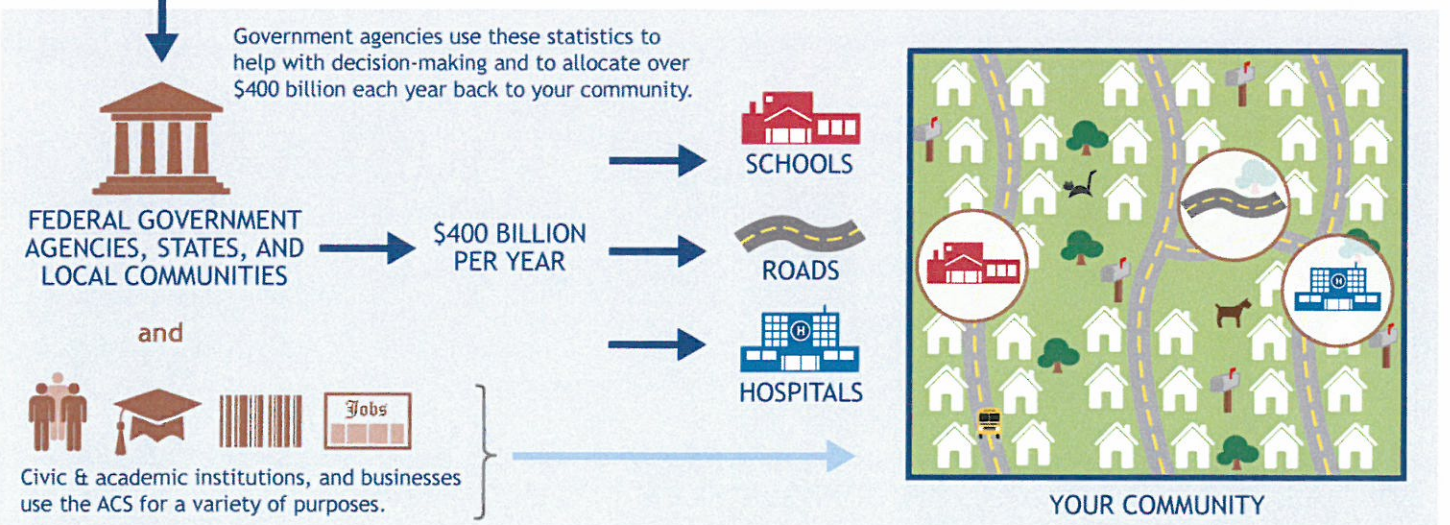 Government agencies use these statistics to
help with decision-making and to allocate over
$400 billion each year back to your community.
FEDERAL GOVERNMENT
AGENCIES, STATES, AND
LOCAL COMMUNITIES
$400 BILLION
PER YEAR
SCHOOLS
ROADS
H
HOSPITALS
and
Jobs
Civic & academic institutions, and businesses
use the ACS for a variety of purposes.
H
YOUR COMMUNITY